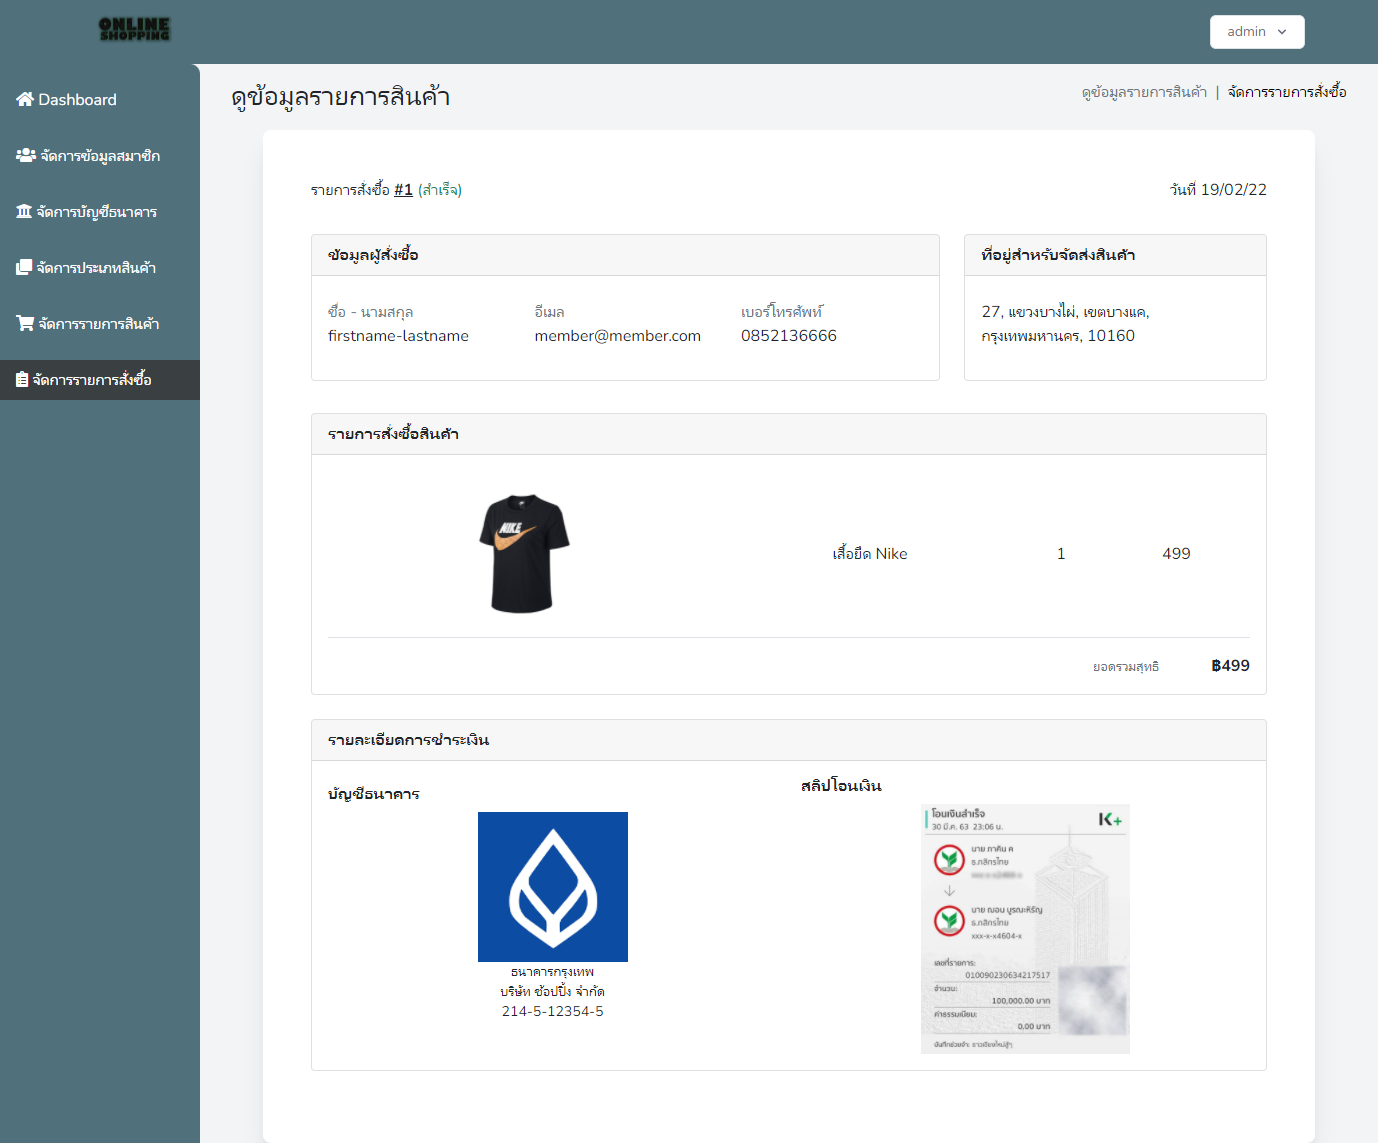 ONLINE
SHOPPING
admin
Dashboard
จัดการข้อมูลสมาชิก
จัดการบัญชีธนาคาร
จัดการประเภทสินค้า
จัดการรายการสินค้า
จัดการรายการสั่งซื้อ
ดูข้อมูลรายการสินค้า
ดูข้อมูลรายการสินค้า | จัดการรายการสั่งซื้อ
รายการสั่งซื้อ #1 (สำเร็จ)
วันที่ 19/02/22
ข้อมูลผู้สั่งซื้อ
ชื่อ - นามสกุล
firstname-lastname
อีเมล
member@member.com
เบอร์โทรศัพท์
0852136666
ที่อยู่สำหรับจัดส่งสินค้า
27, แขวงบางไผ่, เขตบางแค,
กรุงเทพมหานคร, 10160
รายการสั่งซื้อสินค้า
NIKE
เสื้อยืด Nike 1 499
ยอดรวมสุทธิ ฿499
รายละเอียดการชำระเงิน
บัญชีธนาคาร
ธนาคารกรุงเทพ
บริษัท ช้อปปิ้ง จำกัด
214-5-12354-5
สลิปโอนเงิน
โอนเงินสำเร็จ
30 มี.ค. 63 23:06 น.
K+
นาย ภาคิน ค
ธ.กสิกรไทย
นาย ณอน บูรณะหิรัญ
ธ.กสิกรไทย
xxx-x-x4604-x
เลขที่รายการ:
010090230634217517
จำนวน:
100,000.00 บาท
ค่าธรรมเนียม:
0.00 บาท